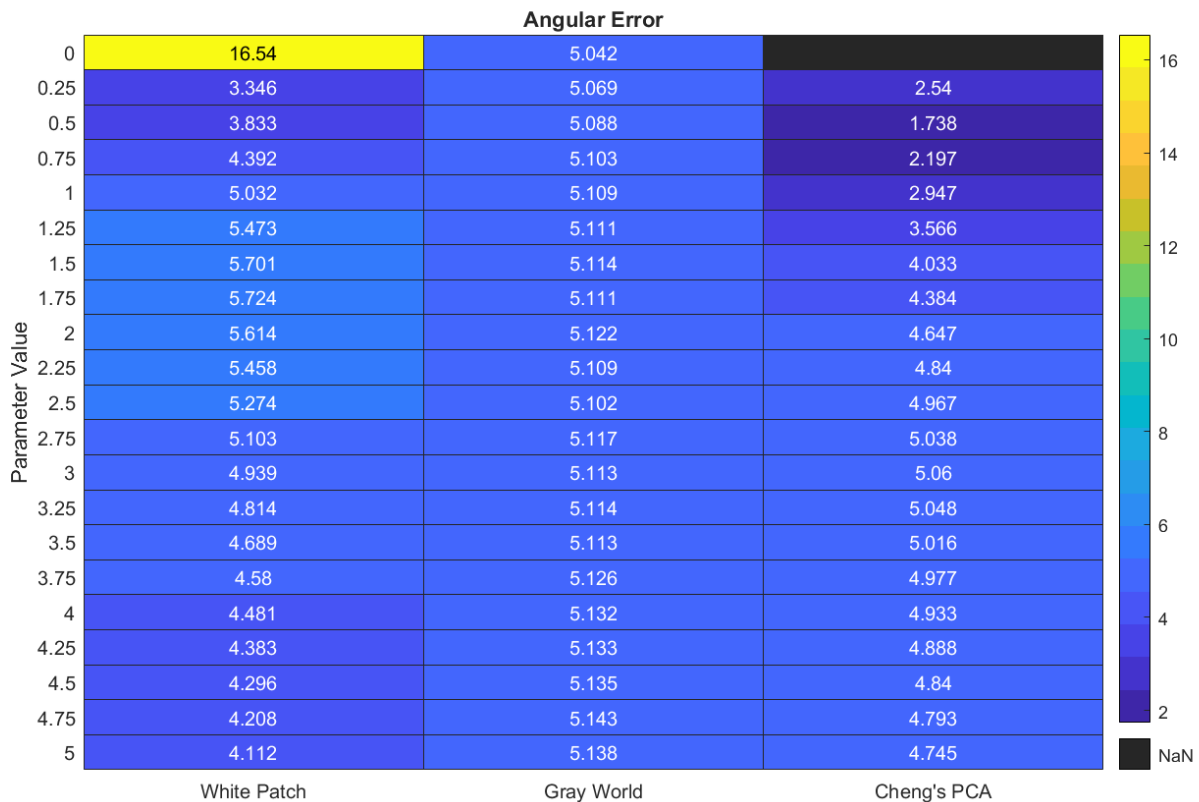 Angular Error
0 16.54 5.042
0.25 3.346 5.069 2.54
0.5 3.833 5.088 1.738
0.75 4.392 5.103 2.197
1 5.032 5.109 2.947
1.25 5.473 5.111 3.566
1.5 5.701 5.114 4.033
1.75 5.724 5.111 4.384
2 5.614 5.122 4.647
2.25 5.458 5.109 4.84
2.5 5.274 5.102 4.967
2.75 5.103 5.117 5.038
3 4.939 5.113 5.06
3.25 4.814 5.114 5.048
3.5 4.689 5.113 5.016
3.75 4.58 5.126 4.977
4 4.481 5.132 4.933
4.25 4.383 5.133 4.888
4.5 4.296 5.135 4.84
4.75 4.208 5.143 4.793
5 4.112 5.138 4.745
Parameter Value
White Patch Gray World Cheng's PCA
16
14
12
10
8
6
4
2
NaN